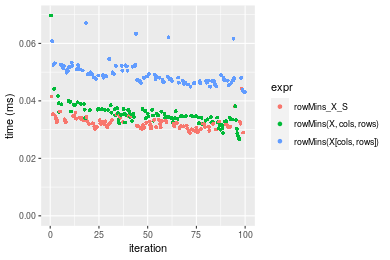 0.06
0.04
0.02
0.00
time (ms)
0
25
50
75
100
iteration
expr
rowMins_X_S
rowMins(X, cols, rows)
rowMins(X[cols, rows])